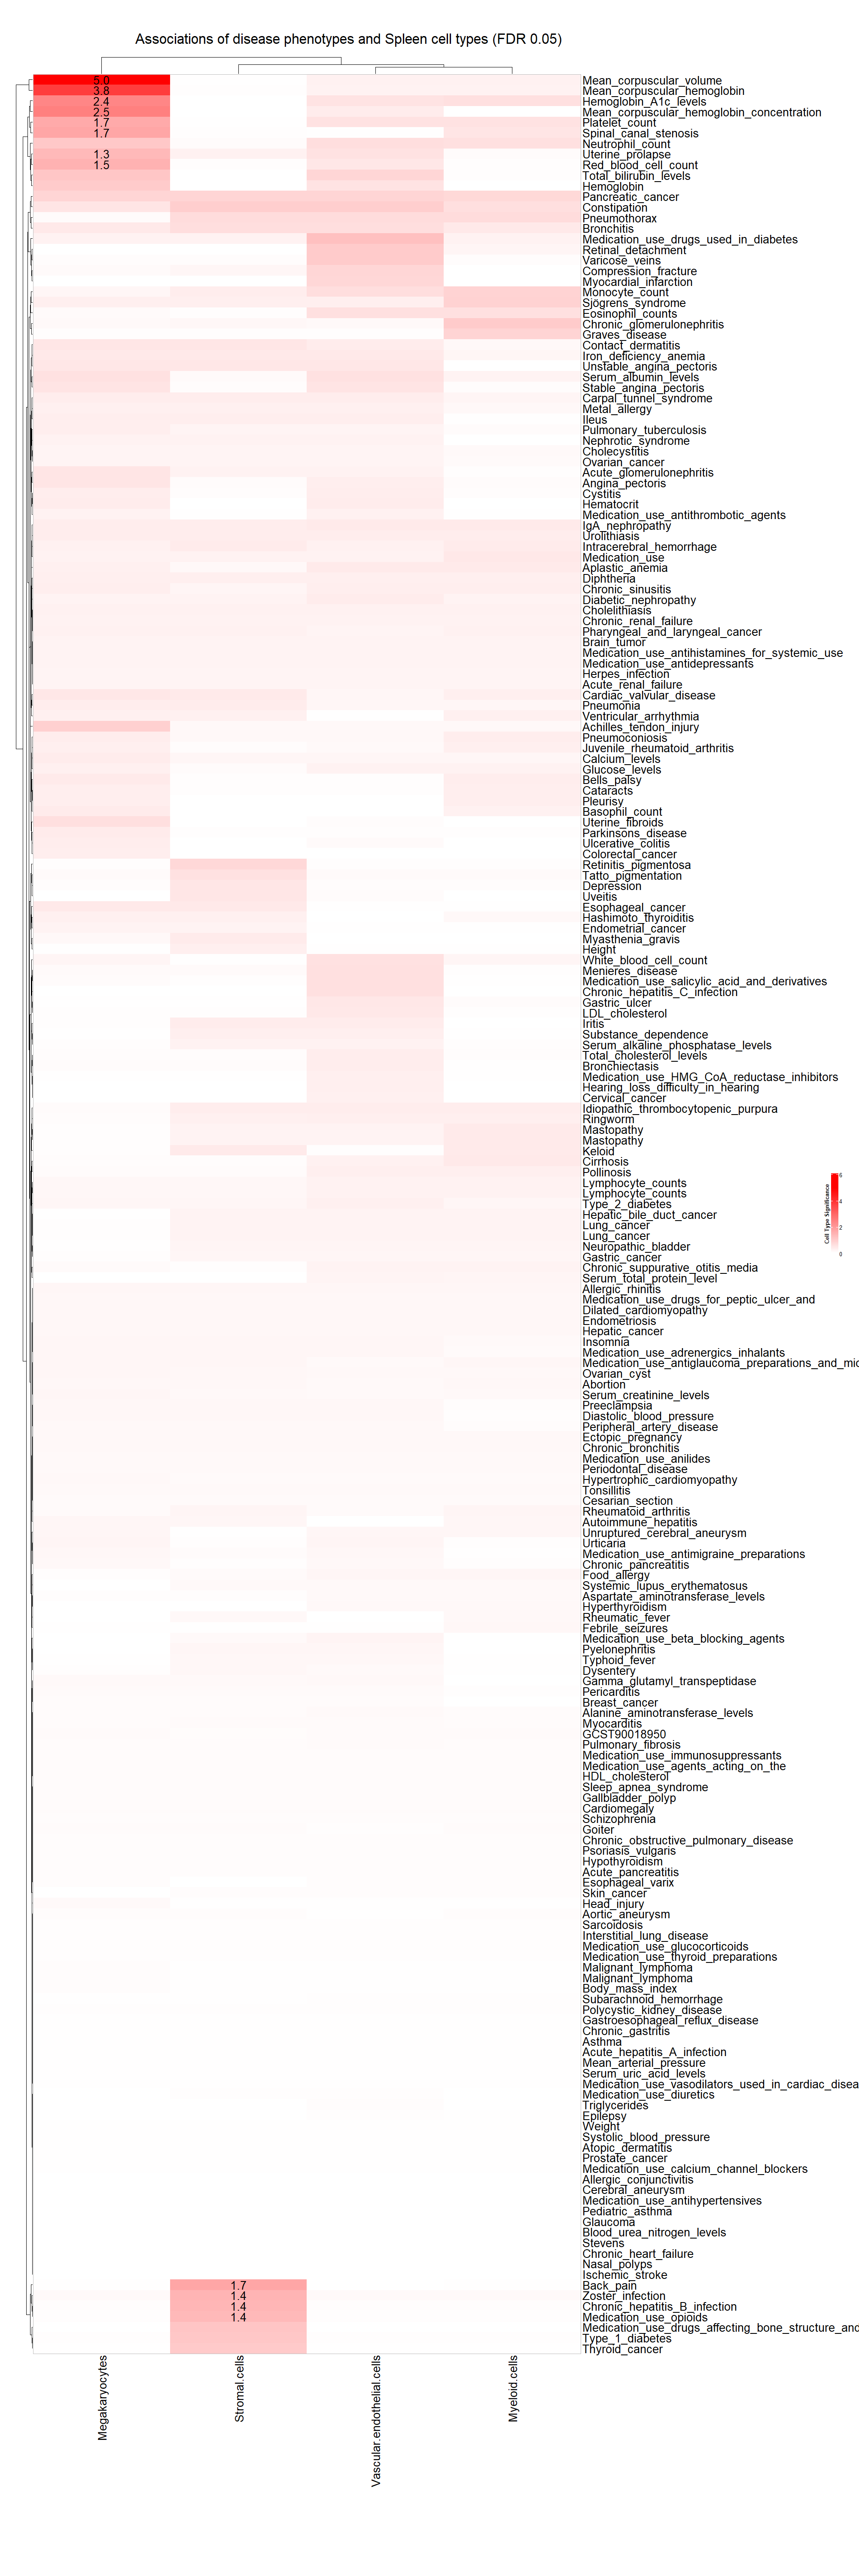 Associations of disease phenotypes and Spleen cell types (FDR 0.05)
5.0 Mean_corpuscular_volume
3.8 Mean_corpuscular_hemoglobin
2.4 Hemoglobin_A1c_levels
2.5 Mean_corpuscular_hemoglobin_concentration
1.7 Platelet_count
1.7 Spinal_canal_stenosis
Neutrophil_count
1.3 Uterine_prolapse
1.5 Red_blood_cell_count
Total_bilirubin_levels
Hemoglobin
Pancreatic_cancer
Constipation
Pneumothorax
Bronchitis
Medication_use_drugs_used_in_diabetes
Retinal_detachment
Varicose_veins
Compression_fracture
Myocardial_infarction
Monocyte_count
Sjögrens_syndrome
Eosinophil_counts
Chronic_glomerulonephritis
Graves_disease
Contact_dermatitis
Iron_deficiency_anemia
Unstable_angina_pectoris
Serum_albumin_levels
Stable_angina_pectoris
Carpal_tunnel_syndrome
Metal_allergy
Ileus
Pulmonary_tuberculosis
Nephrotic_syndrome
Cholecystitis
Ovarian_cancer
Acute_glomerulonephritis
Angina_pectoris
Cystitis
Hematocrit
Medication_use_antithrombotic_agents
IgA_nephropathy
Urolithiasis
Intracerebral_hemorrhage
Medication_use
Aplastic_anemia
Diphtheria
Chronic_sinusitis
Diabetic_nephropathy
Cholelithiasis
Chronic_renal_failure
Pharyngeal_and_laryngeal_cancer
Brain_tumor
Medication_use_antihistamines_for_systemic_use
Medication_use_antidepressants
Herpes_infection
Acute_renal_failure
Cardiac_valvular_disease
Pneumonia
Ventricular_arrhythmia
Achilles_tendon_injury
Pneumoconiosis
Juvenile_rheumatoid_arthritis
Calcium_levels
Glucose_levels
Bells_palsy
Cataracts
Pleurisy
Basophil_count
Uterine_fibroids
Parkinsons_disease
Ulcerative_colitis
Colorectal_cancer
Retinitis_pigmentosa
Tatto_pigmentation
Depression
Uveitis
Esophageal_cancer
Hashimoto_thyroiditis
Endometrial_cancer
Myasthenia_gravis
Height
White_blood_cell_count
Menieres_disease
Medication_use_salicylic_acid_and_derivatives
Chronic_hepatitis_C_infection
Gastric_ulcer
LDL_cholesterol
Iritis
Substance_dependence
Serum_alkaline_phosphatase_levels
Total_cholesterol_levels
Bronchiectasis
Medication_use_HMG_CoA_reductase_inhibitors
Hearing_loss_difficulty_in_hearing
Cervical_cancer
Idiopathic_thrombocytopenic_purpura
Ringworm
Mastopathy
Mastopathy
Keloid
Cirrhosis
Pollinosis
Lymphocyte_counts
Lymphocyte_counts
Type_2_diabetes
Hepatic_bile_duct_cancer
Lung_cancer
Lung_cancer
Neuropathic_bladder
Gastric_cancer
Chronic_suppurative_otitis_media
Serum_total_protein_level
Allergic_rhinitis
Medication_use_drugs_for_peptic_ulcer_and
Dilated_cardiomyopathy
Endometriosis
Hepatic_cancer
Insomnia
Medication_use_adrenergics_inhalants
Medication_use_antiglaucoma_preparations_and_mio
Ovarian_cyst
Abortion
Serum_creatinine_levels
Preeclampsia
Diastolic_blood_pressure
Peripheral_artery_disease
Ectopic_pregnancy
Chronic_bronchitis
Medication_use_anilides
Periodontal_disease
Hypertrophic_cardiomyopathy
Tonsillitis
Cesarian_section
Rheumatoid_arthritis
Autoimmune_hepatitis
Unruptured_cerebral_aneurysm
Urticaria
Medication_use_antimigraine_preparations
Chronic_pancreatitis
Food_allergy
Systemic_lupus_erythematosus
Aspartate_aminotransferase_levels
Hyperthyroidism
Rheumatic_fever
Febrile_seizures
Medication_use_beta_blocking_agents
Pyelonephritis
Typhoid_fever
Dysentery
Gamma_glutamyl_transpeptidase
Pericarditis
Breast_cancer
Alanine_aminotransferase_levels
Myocarditis
GCST90018950
Pulmonary_fibrosis
Medication_use_immunosuppressants
Medication_use_agents_acting_on_the
HDL_cholesterol
Sleep_apnea_syndrome
Gallbladder_polyp
Cardiomegaly
Schizophrenia
Goiter
Chronic_obstructive_pulmonary_disease
Psoriasis_vulgaris
Hypothyroidism
Acute_pancreatitis
Esophageal_varix
Skin_cancer
Head_injury
Aortic_aneurysm
Sarcoidosis
Interstitial_lung_disease
Medication_use_glucocorticoids
Medication_use_thyroid_preparations
Malignant_lymphoma
Malignant_lymphoma
Body_mass_index
Subarachnoid_hemorrhage
Polycystic_kidney_disease
Gastroesophageal_reflux_disease
Chronic_gastritis
Asthma
Acute_hepatitis_A_infection
Mean_arterial_pressure
Serum_uric_acid_levels
Medication_use_vasodilators_used_in_cardiac_disea
Medication_use_diuretics
Triglycerides
Epilepsy
Weight
Systolic_blood_pressure
Atopic_dermatitis
Prostate_cancer
Medication_use_calcium_channel_blockers
Allergic_conjunctivitis
Cerebral_aneurysm
Medication_use_antihypertensives
Pediatric_asthma
Glaucoma
Blood_urea_nitrogen_levels
Stevens
Chronic_heart_failure
Nasal_polyps
Ischemic_stroke
1.7 Back_pain
1.4 Zoster_infection
1.4 Chronic_hepatitis_B_infection
1.4 Medication_use_opioids
Medication_use_drugs_affecting_bone_structure_and
Type_1_diabetes
Thyroid_cancer
Megakaryocytes
Stromal.cells
Vascular.endothelial.cells
Myeloid.cells
Cell Type Significance
6
4
2
0